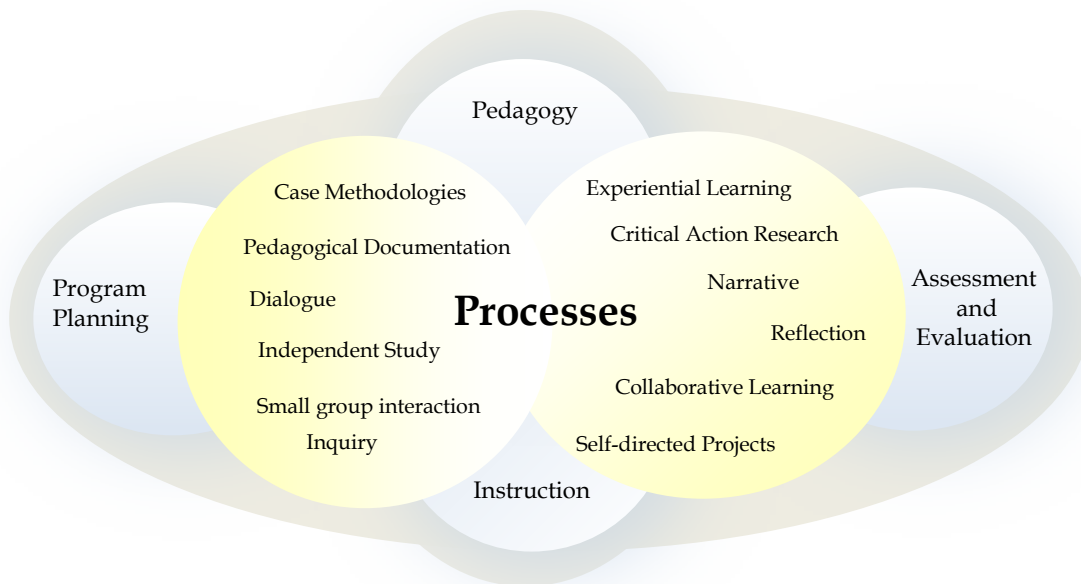 Pedagogy
Case Methodologies
Experiential Learning
Pedagogical Documentation
Critical Action Research
Program
Planning
Dialogue
Processes
Narrative
Assessment
and
Evaluation
Reflection
Independent Study
Collaborative Learning
Small group interaction
Inquiry
Self-directed Projects
Instruction